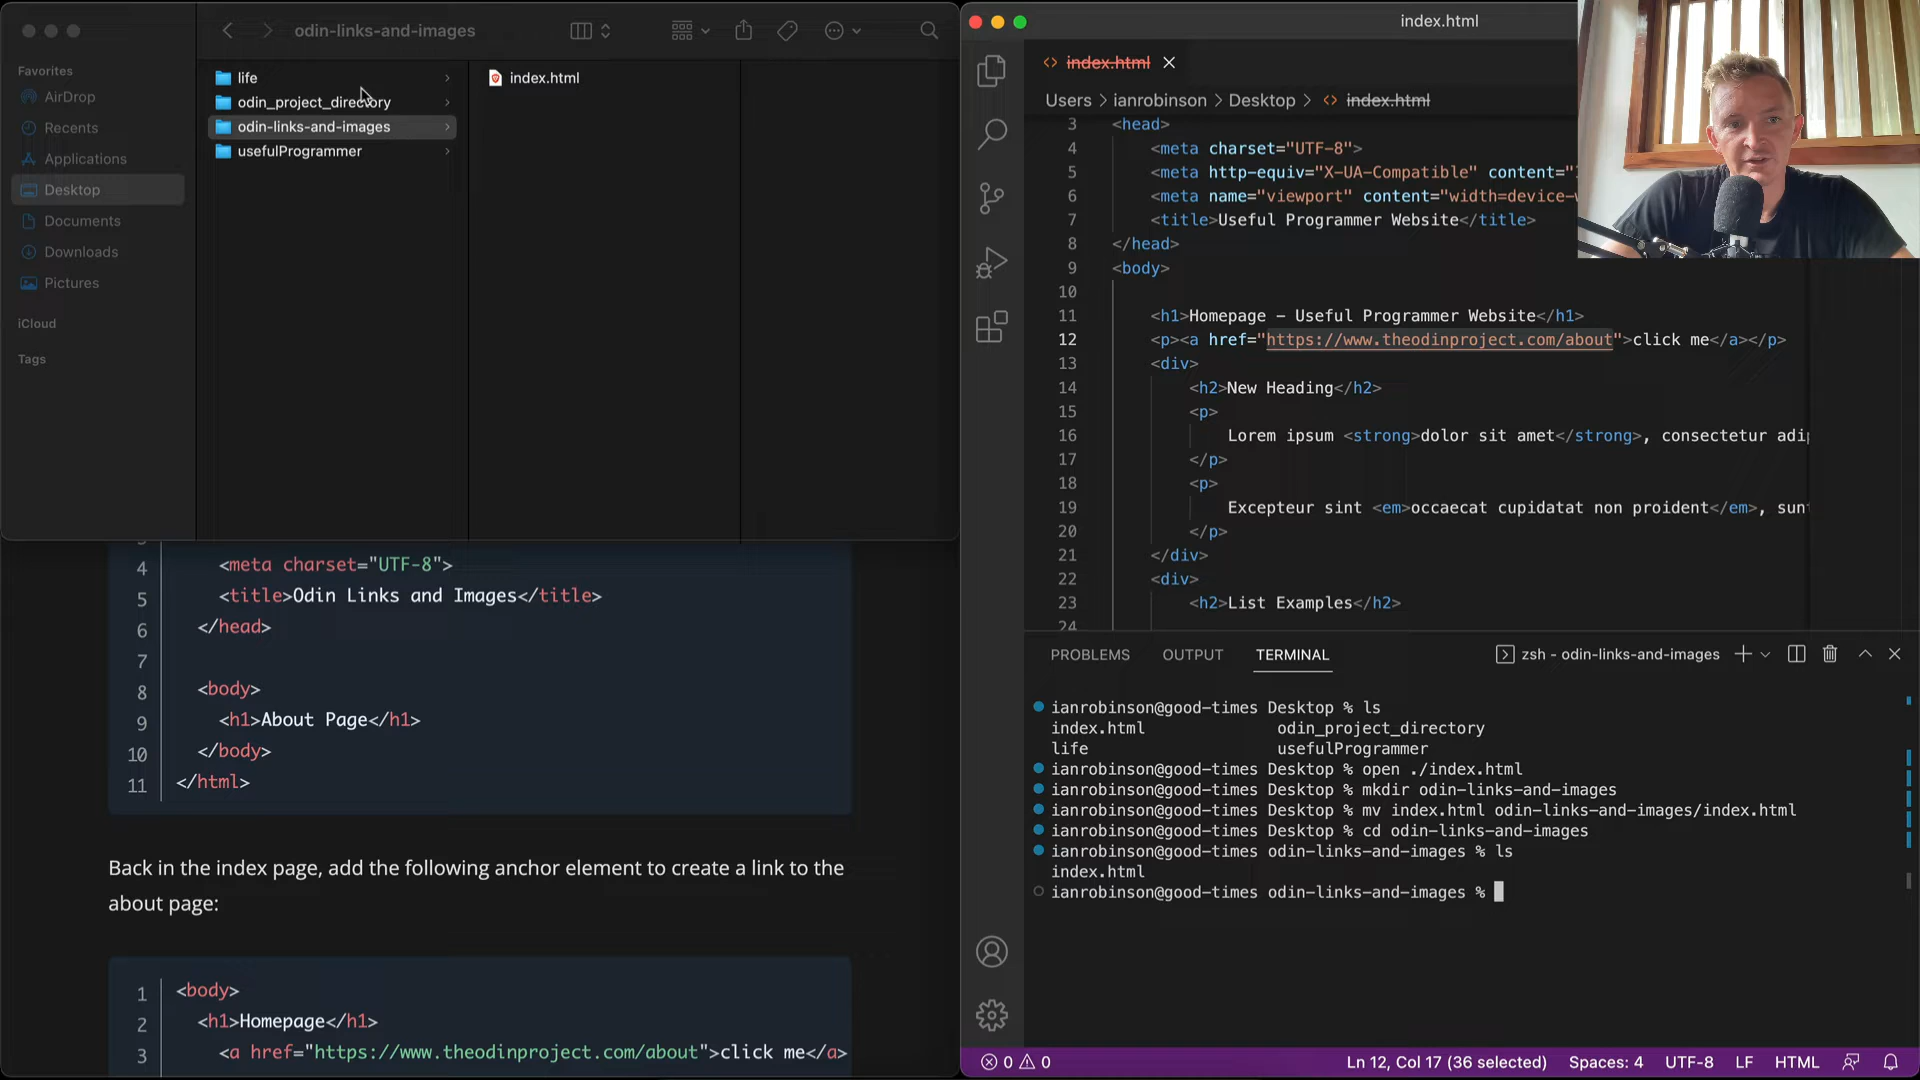 odin-links-and-images
Favorites
AirDrop
Recents
Applications
Desktop
Documents
Downloads
Pictures
iCloud
Tags
life
odin_project_directory
odin-links-and-images
usefulProgrammer
index.html
4 <meta charset="UTF-8">
5 <title>Odin Links and Images</title>
6 </head>
7
8 <body>
9 <h1>About Page</h1>
10 </body>
11 </html>
Back in the index page, add the following anchor element to create a link to the
about page:
1 <body>
2 <h1>Homepage</h1>
3 <a href="https://www.theodinproject.com/about">click me</a>
index.html
index.html
Users > ianrobinson > Desktop > index.html
3 <head>
4 <meta charset="UTF-8">
5 <meta http-equiv="X-UA-Compatible" content="
6 <meta name="viewport" content="width=device-
7 <title>Useful Programmer Website</title>
8 </head>
9 <body>
10
11 <h1>Homepage – Useful Programmer Website</h1>
12 <p><a href="https://www.theodinproject.com/about">click me</a></p>
13 <div>
14 <h2>New Heading</h2>
15 <p>
16 Lorem ipsum <strong>dolor sit amet</strong>, consectetur adi
17 </p>
18 <p>
19 Excepteur sint <em>occaecat cupidatat non proident</em>, sun
20 </p>
21 </div>
22 <div>
23 <h2>List Examples</h2>
24
PROBLEMS OUTPUT TERMINAL zsh - odin-links-and-images
ianrobinson@good-times Desktop % ls
index.html odin_project_directory
life usefulProgrammer
ianrobinson@good-times Desktop % open ./index.html
ianrobinson@good-times Desktop % mkdir odin-links-and-images
ianrobinson@good-times Desktop % mv index.html odin-links-and-images/index.html
ianrobinson@good-times Desktop % cd odin-links-and-images
ianrobinson@good-times odin-links-and-images % ls
index.html
ianrobinson@good-times odin-links-and-images %
0 0 Ln 12, Col 17 (36 selected) Spaces: 4 UTF-8 LF HTML